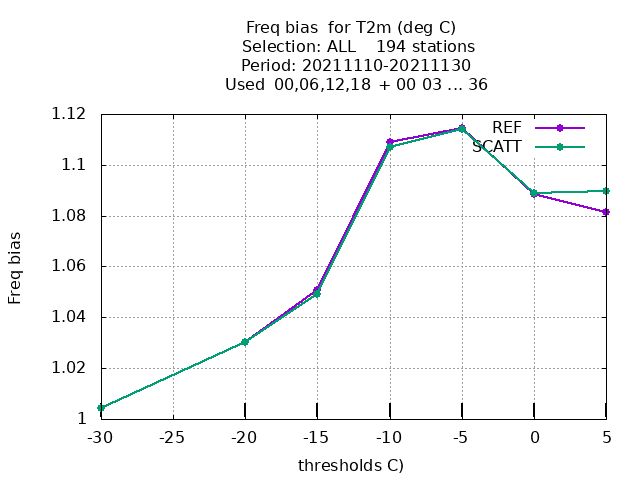 Freq bias  for T2m (deg C)
Selection: ALL    194 stations
Period: 20211110-20211130
Used  00,06,12,18  + 00 03 ... 36
REF
SCATT
1.12
1.1
1.08
1.06
1.04
1.02
1
Freq bias
-30
-25
-20
-15
-10
-5
0
5
thresholds C)